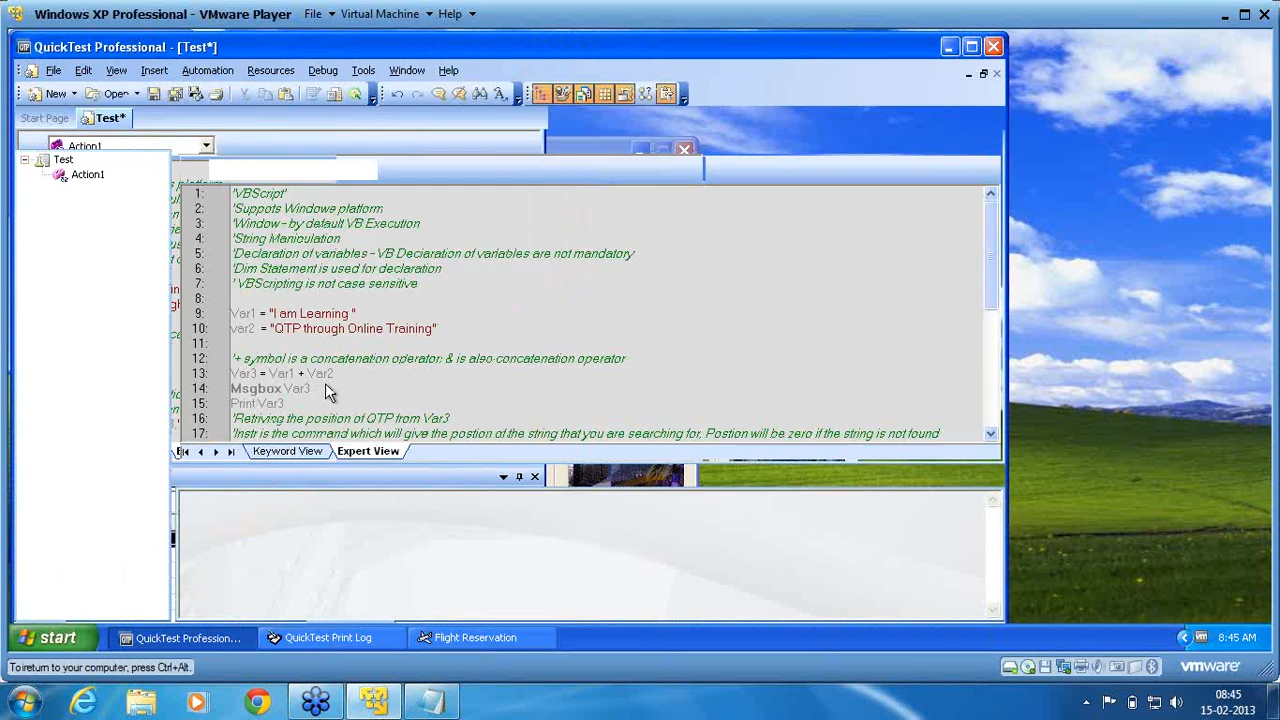 Windows XP Professional - VMware Player File Virtual Machine Help
QuickTest Professional - [Test*]
File Edit View Insert Automation Resources Debug Tools Window Help
New Open
Start Page Test*
Action1
Test
Action1
1: 'VBScript'
2: 'Suppots Windowe platform
3: 'Window - by default VB Execution
4: 'String Manipulation
5: 'Declaration of variables - VB Declaration of variables are not mandatory
6: 'Dim Statement is used for declaration
7: ' VBScripting is not case sensitive
8:
9: Var1 = "I am Learning "
10: var2 = "QTP through Online Training"
11:
12: '+ symbol is a concatenation operator: & is also concatenation operator
13: Var3 = Var1 + Var2
14: Msgbox Var3
15: Print Var3
16: 'Retriving the position of QTP from Var3
17: 'Instr is the command which will give the postion of the string that you are searching for, Postion will be zero if the string is not found
Keyword View Expert View
start QuickTest Profession... QuickTest Print Log Flight Reservation 8:45 AM
To return to your computer, press Ctrl+Alt. vmware
08:45
15-02-2013